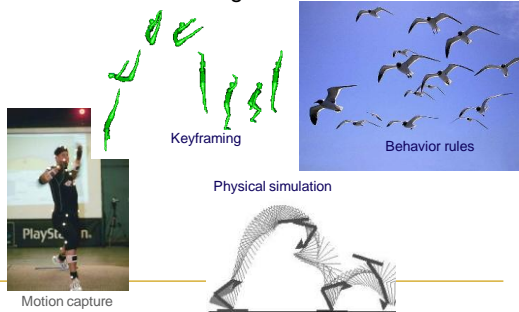 Keyframing
Behavior rules
Physical simulation
PlayStation
Motion capture